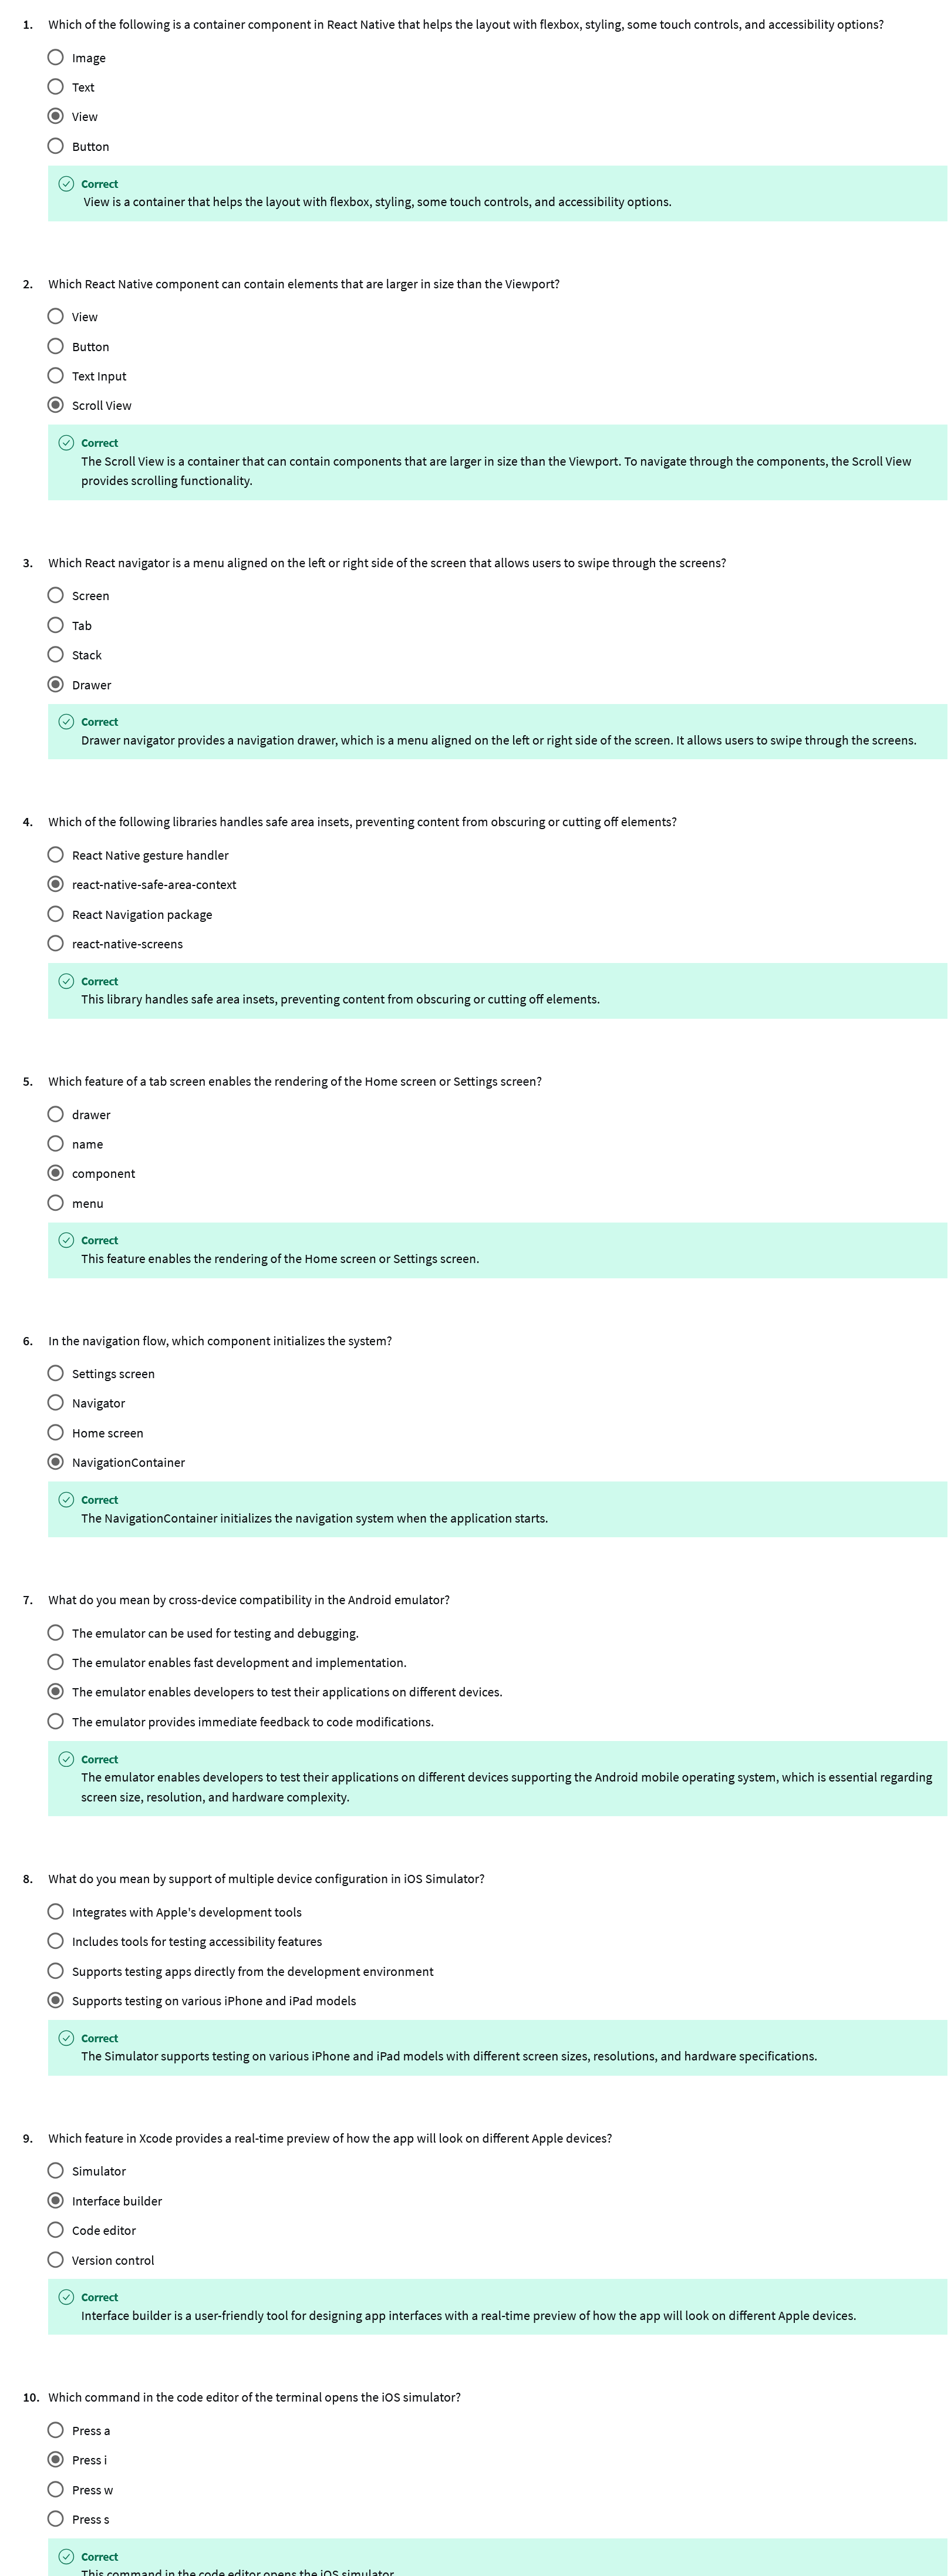 1. Which of the following is a container component in React Native that helps the layout with flexbox, styling, some touch controls, and accessibility options?
Image
Text
View
Button
Correct
View is a container that helps the layout with flexbox, styling, some touch controls, and accessibility options.
2. Which React Native component can contain elements that are larger in size than the Viewport?
View
Button
Text Input
Scroll View
Correct
The Scroll View is a container that can contain components that are larger in size than the Viewport. To navigate through the components, the Scroll View
provides scrolling functionality.
3. Which React navigator is a menu aligned on the left or right side of the screen that allows users to swipe through the screens?
Screen
Tab
Stack
Drawer
Correct
Drawer navigator provides a navigation drawer, which is a menu aligned on the left or right side of the screen. It allows users to swipe through the screens.
4. Which of the following libraries handles safe area insets, preventing content from obscuring or cutting off elements?
React Native gesture handler
react-native-safe-area-context
React Navigation package
react-native-screens
Correct
This library handles safe area insets, preventing content from obscuring or cutting off elements.
5. Which feature of a tab screen enables the rendering of the Home screen or Settings screen?
drawer
name
component
menu
Correct
This feature enables the rendering of the Home screen or Settings screen.
6. In the navigation flow, which component initializes the system?
Settings screen
Navigator
Home screen
NavigationContainer
Correct
The NavigationContainer initializes the navigation system when the application starts.
7. What do you mean by cross-device compatibility in the Android emulator?
The emulator can be used for testing and debugging.
The emulator enables fast development and implementation.
The emulator enables developers to test their applications on different devices.
The emulator provides immediate feedback to code modifications.
Correct
The emulator enables developers to test their applications on different devices supporting the Android mobile operating system, which is essential regarding
screen size, resolution, and hardware complexity.
8. What do you mean by support of multiple device configuration in iOS Simulator?
Integrates with Apple's development tools
Includes tools for testing accessibility features
Supports testing apps directly from the development environment
Supports testing on various iPhone and iPad models
Correct
The Simulator supports testing on various iPhone and iPad models with different screen sizes, resolutions, and hardware specifications.
9. Which feature in Xcode provides a real-time preview of how the app will look on different Apple devices?
Simulator
Interface builder
Code editor
Version control
Correct
Interface builder is a user-friendly tool for designing app interfaces with a real-time preview of how the app will look on different Apple devices.
10. Which command in the code editor of the terminal opens the iOS simulator?
Press a
Press i
Press w
Press s
Correct
This command in the code editor opens the iOS simulator.